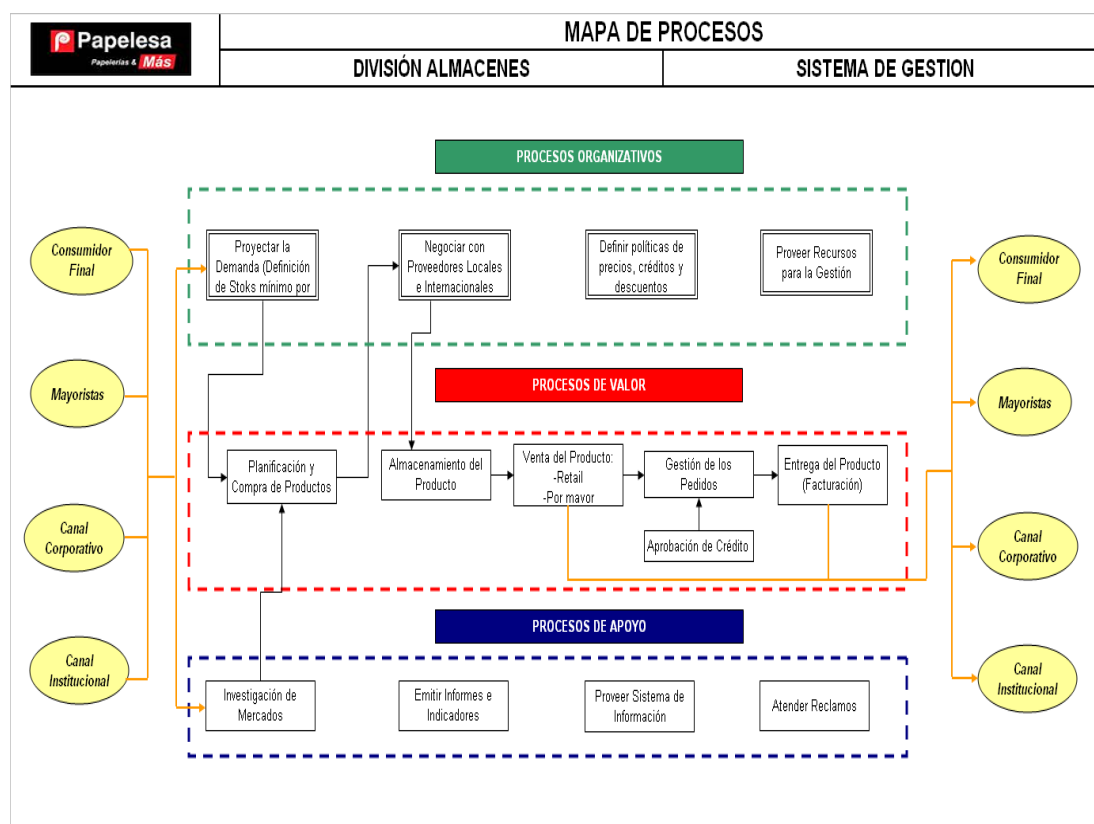 Papelesa
Papelerías & Más
MAPA DE PROCESOS
DIVISIÓN ALMACENES
SISTEMA DE GESTION
PROCESOS ORGANIZATIVOS
Consumidor
Final
Proyectar la
Demanda (Definición
de Stoks mínimo por
Negociar con
Proveedores Locales
e Internacionales
Definir políticas de
precios, créditos y
descuentos
Proveer Recursos
para la Gestión
Consumidor
Final
Mayoristas
PROCESOS DE VALOR
Mayoristas
Planificación y
Compra de Productos
Almacenamiento del
Producto
Venta del Producto:
-Retail
-Por mayor
Gestión de los
Pedidos
Entrega del Producto
(Facturación)
Canal
Corporativo
Aprobación de Crédito
Canal
Corporativo
PROCESOS DE APOYO
Canal
Institucional
Investigación de
Mercados
Emitir Informes e
Indicadores
Proveer Sistema de
Información
Atender Reclamos
Canal
Institucional